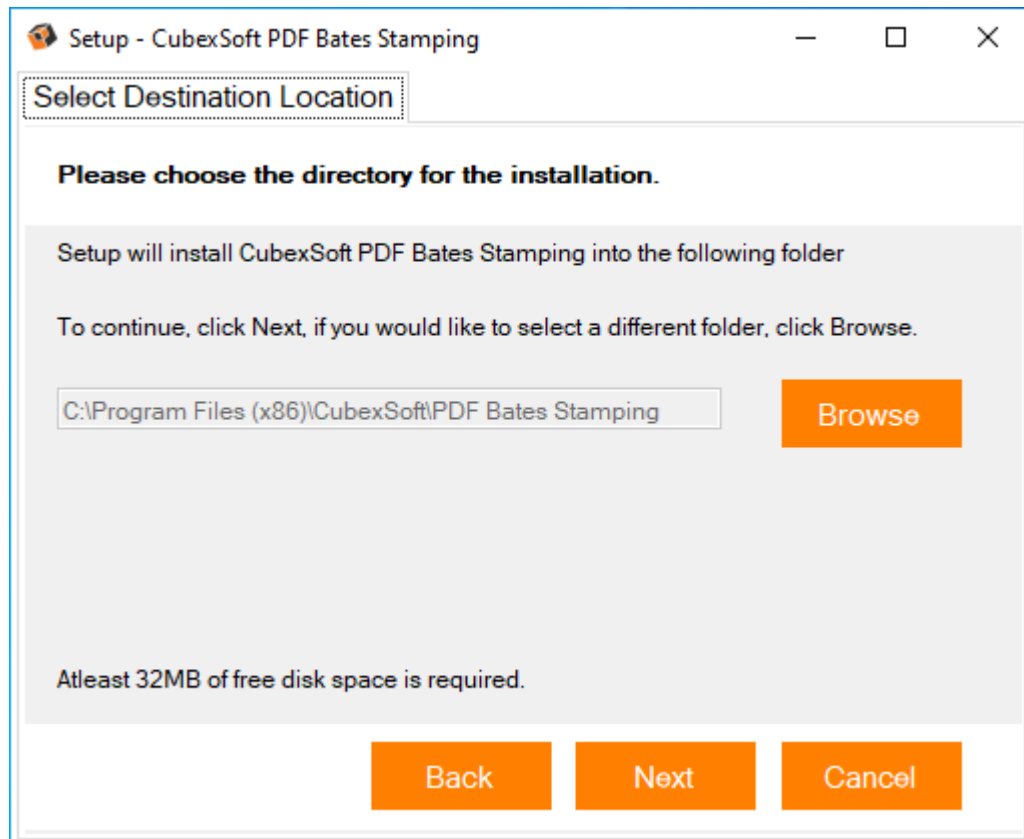 Setup - CubexSoft PDF Bates Stamping
Select Destination Location
Please choose the directory for the installation.
Setup will install CubexSoft PDF Bates Stamping into the following folder
To continue, click Next, if you would like to select a different folder, click Browse.
C:\Program Files (x86)\CubexSoft\PDF Bates Stamping
Browse
Atleast 32MB of free disk space is required.
Back Next Cancel